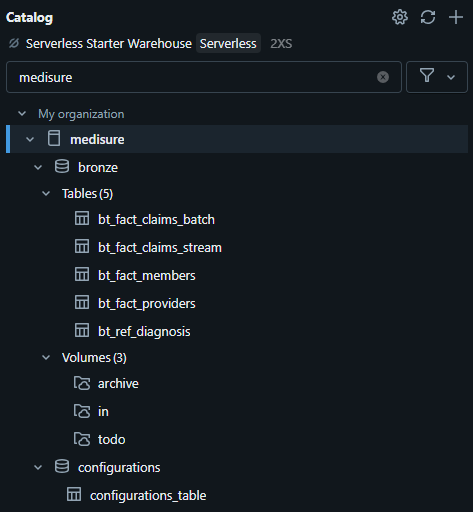 Catalog
Serverless Starter Warehouse Serverless 2XS
medisure
My organization
medisure
bronze
Tables (5)
bt_fact_claims_batch
bt_fact_claims_stream
bt_fact_members
bt_fact_providers
bt_ref_diagnosis
Volumes (3)
archive
in
todo
configurations
configurations_table